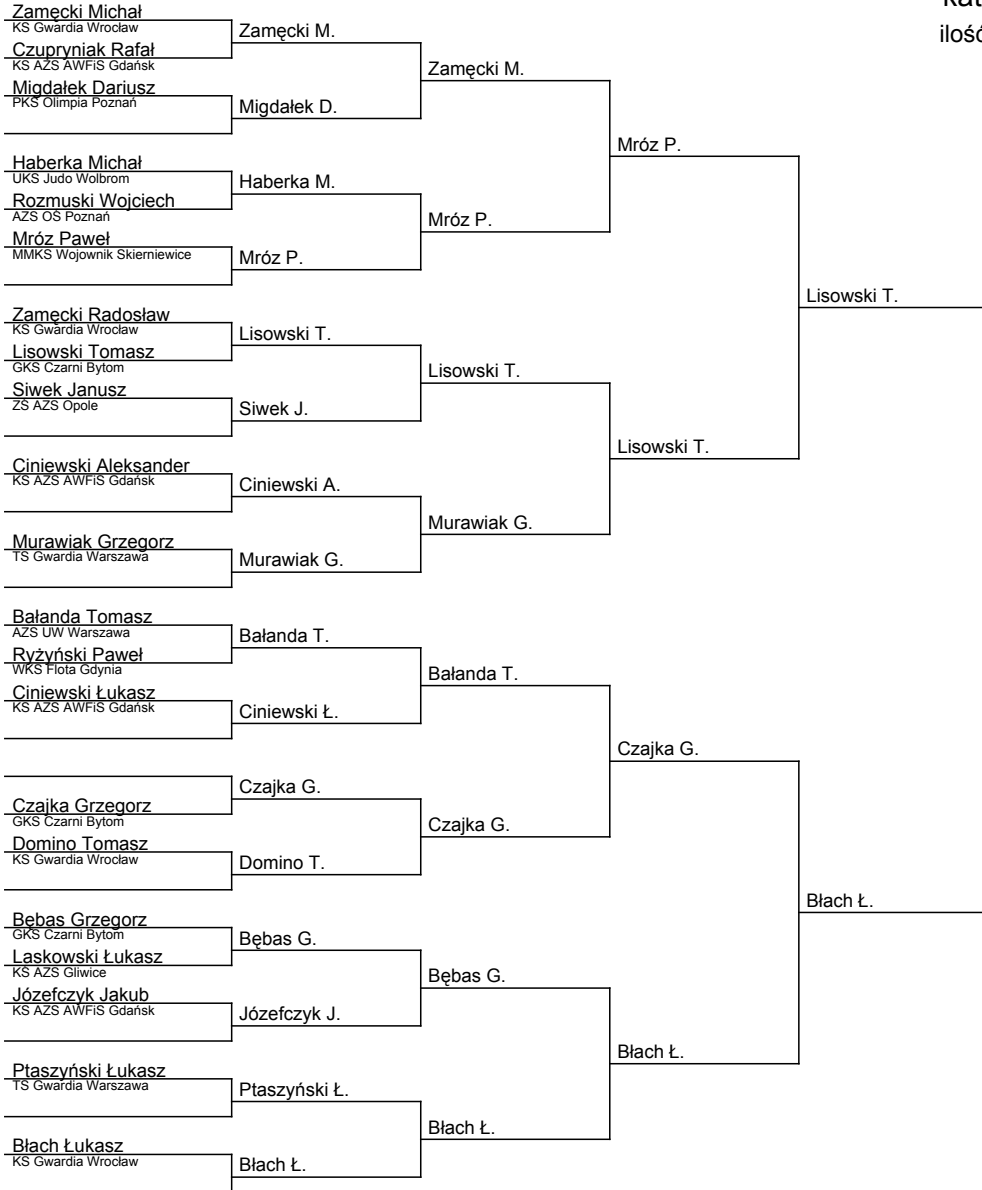 Zamęcki Michał
KS Gwardia Wrocław
Czupryniak Rafał
KS AZS AWFiS Gdańsk
Migdałek Dariusz
PKS Olimpia Poznań
Haberka Michał
UKS Judo Wolbrom
Rozmuski Wojciech
AZS OŚ Poznań
Mróz Paweł
MMKS Wojownik Skierniewice
Zamęcki Radosław
KS Gwardia Wrocław
Lisowski Tomasz
GKS Czarni Bytom
Siwek Janusz
ZŚ AZS Opole
Ciniewski Aleksander
KS AZS AWFiS Gdańsk
Murawiak Grzegorz
TS Gwardia Warszawa
Bałanda Tomasz
AZS UW Warszawa
Ryżyński Paweł
WKS Flota Gdynia
Ciniewski Łukasz
KS AZS AWFiS Gdańsk
Czajka Grzegorz
GKS Czarni Bytom
Domino Tomasz
KS Gwardia Wrocław
Bębas Grzegorz
GKS Czarni Bytom
Laskowski Łukasz
KS AZS Gliwice
Józefczyk Jakub
KS AZS AWFiS Gdańsk
Ptaszyński Łukasz
TS Gwardia Warszawa
Błach Łukasz
KS Gwardia Wrocław
Zamęcki M.
Migdałek D.
Haberka M.
Mróz P.
Lisowski T.
Siwek J.
Ciniewski A.
Murawiak G.
Bałanda T.
Ciniewski Ł.
Czajka G.
Domino T.
Bębas G.
Józefczyk J.
Ptaszyński Ł.
Błach Ł.
Zamęcki M.
Mróz P.
Lisowski T.
Murawiak G.
Bałanda T.
Czajka G.
Bębas G.
Błach Ł.
Mróz P.
Lisowski T.
Czajka G.
Błach Ł.
Lisowski T.
Błach Ł.